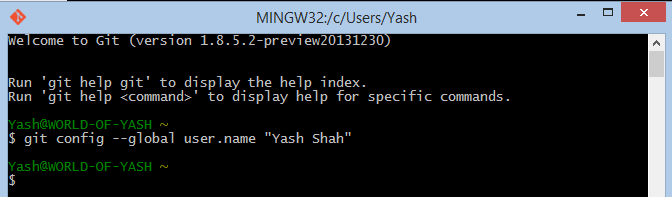 MINGW32:/c/Users/Yash
Welcome to Git (version 1.8.5.2-preview20131230)
Run 'git help git' to display the help index.
Run 'git help <command>' to display help for specific commands.
Yash@WORLD-OF-YASH ~
$ git config --global user.name "Yash Shah"
Yash@WORLD-OF-YASH ~
$